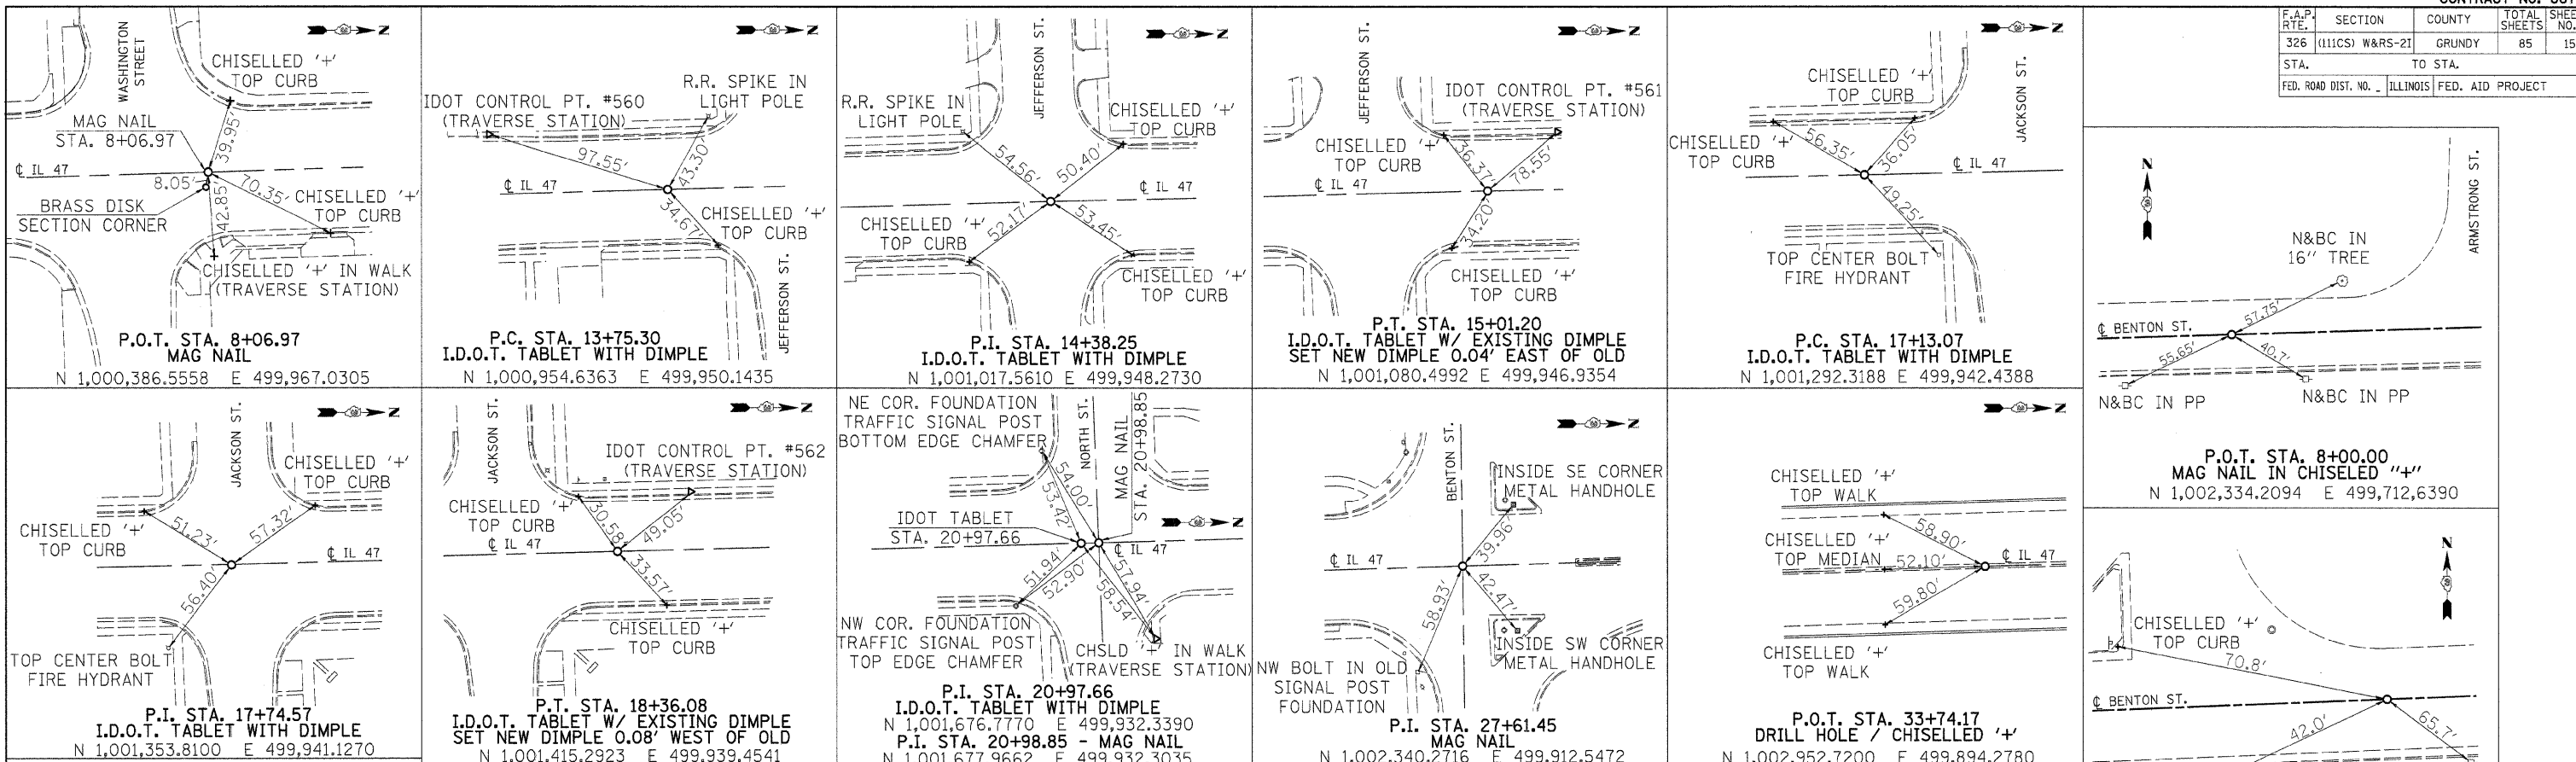 CONTRACT NO.
F.A.P. RTE.
SECTION
COUNTY
TOTAL SHEETS
SHEE NO.
326
(111CS) W&RS-2I
GRUNDY
85
15
STA.
TO STA.
FED. ROAD DIST. NO. _
ILLINOIS
FED. AID PROJECT
WASHINGTON
STREET
CHISELLED '+'
TOP CURB
N
MAG NAIL
STA. 8+06.97
39.95'
℄ IL 47
8.05'
70.35'
42.85'
BRASS DISK
SECTION CORNER
CHISELLED '+'
TOP CURB
CHISELLED '+' IN WALK
(TRAVERSE STATION)
P.O.T. STA. 8+06.97
MAG NAIL
N 1,000,386.5558 E 499,967.0305
N
IDOT CONTROL PT. #560
(TRAVERSE STATION)
R.R. SPIKE IN
LIGHT POLE
97.55'
43.30'
℄ IL 47
34.67'
CHISELLED '+'
TOP CURB
JEFFERSON ST.
P.C. STA. 13+75.30
I.D.O.T. TABLET WITH DIMPLE
N 1,000,954.6363 E 499,950.1435
JEFFERSON ST.
N
R.R. SPIKE IN
LIGHT POLE
CHISELLED '+'
TOP CURB
54.56'
50.40'
℄ IL 47
CHISELLED '+'
TOP CURB
52.17'
53.45'
CHISELLED '+'
TOP CURB
P.I. STA. 14+38.25
I.D.O.T. TABLET WITH DIMPLE
N 1,001,017.5610 E 499,948.2730
JEFFERSON ST.
N
IDOT CONTROL PT. #561
(TRAVERSE STATION)
CHISELLED '+'
TOP CURB
36.37'
78.55'
℄ IL 47
34.20'
CHISELLED '+'
TOP CURB
P.T. STA. 15+01.20
I.D.O.T. TABLET W/ EXISTING DIMPLE
SET NEW DIMPLE 0.04' EAST OF OLD
N 1,001,080.4992 E 499,946.9354
N
CHISELLED '+'
TOP CURB
JACKSON ST.
CHISELLED '+'
TOP CURB
56.35'
36.05'
℄ IL 47
49.25'
TOP CENTER BOLT
FIRE HYDRANT
P.C. STA. 17+13.07
I.D.O.T. TABLET WITH DIMPLE
N 1,001,292.3188 E 499,942.4388
N
ARMSTRONG ST.
N&BC IN
16" TREE
57.75'
℄ BENTON ST.
55.65'
40.7'
N&BC IN PP
N&BC IN PP
P.O.T. STA. 8+00.00
MAG NAIL IN CHISELED "+"
N 1,002,334.2094 E 499,712,6390
JACKSON ST.
N
CHISELLED '+'
TOP CURB
CHISELLED '+'
TOP CURB
51.23'
57.32'
℄ IL 47
56.40'
TOP CENTER BOLT
FIRE HYDRANT
P.I. STA. 17+74.57
I.D.O.T. TABLET WITH DIMPLE
N 1,001,353.8100 E 499,941.1270
JACKSON ST.
N
IDOT CONTROL PT. #562
(TRAVERSE STATION)
CHISELLED '+'
TOP CURB
30.58'
49.05'
℄ IL 47
33.57'
CHISELLED '+'
TOP CURB
P.T. STA. 18+36.08
I.D.O.T. TABLET W/ EXISTING DIMPLE
SET NEW DIMPLE 0.08' WEST OF OLD
N 1,001,415.2923 E 499,939.4541
NE COR. FOUNDATION
TRAFFIC SIGNAL POST
BOTTOM EDGE CHAMFER
NORTH ST.
MAG NAIL
STA. 20+98.85
54.00'
53.42'
N
IDOT TABLET
STA. 20+97.66
℄ IL 47
51.94'
52.90'
57.94'
58.54'
NW COR. FOUNDATION
TRAFFIC SIGNAL POST
TOP EDGE CHAMFER
CHSLD '+' IN WALK
(TRAVERSE STATION)
P.I. STA. 20+97.66
I.D.O.T. TABLET WITH DIMPLE
N 1,001,676.7770 E 499,932.3390
P.I. STA. 20+98.85 - MAG NAIL
N 1,001,677.9662 E 499,932.3035
BENTON ST.
N
INSIDE SE CORNER
METAL HANDHOLE
39.96'
℄ IL 47
42.47'
58.93'
INSIDE SW CORNER
METAL HANDHOLE
NW BOLT IN OLD
SIGNAL POST
FOUNDATION
P.I. STA. 27+61.45
MAG NAIL
N 1,002,340.2716 E 499,912.5472
N
CHISELLED '+'
TOP WALK
58.90'
CHISELLED '+'
TOP MEDIAN
52.10'
℄ IL 47
59.80'
CHISELLED '+'
TOP WALK
P.O.T. STA. 33+74.17
DRILL HOLE / CHISELLED '+'
N 1,002,952.7200 E 499,894.2780
N
CHISELLED '+'
TOP CURB
70.8'
℄ BENTON ST.
42.0'
65.7'